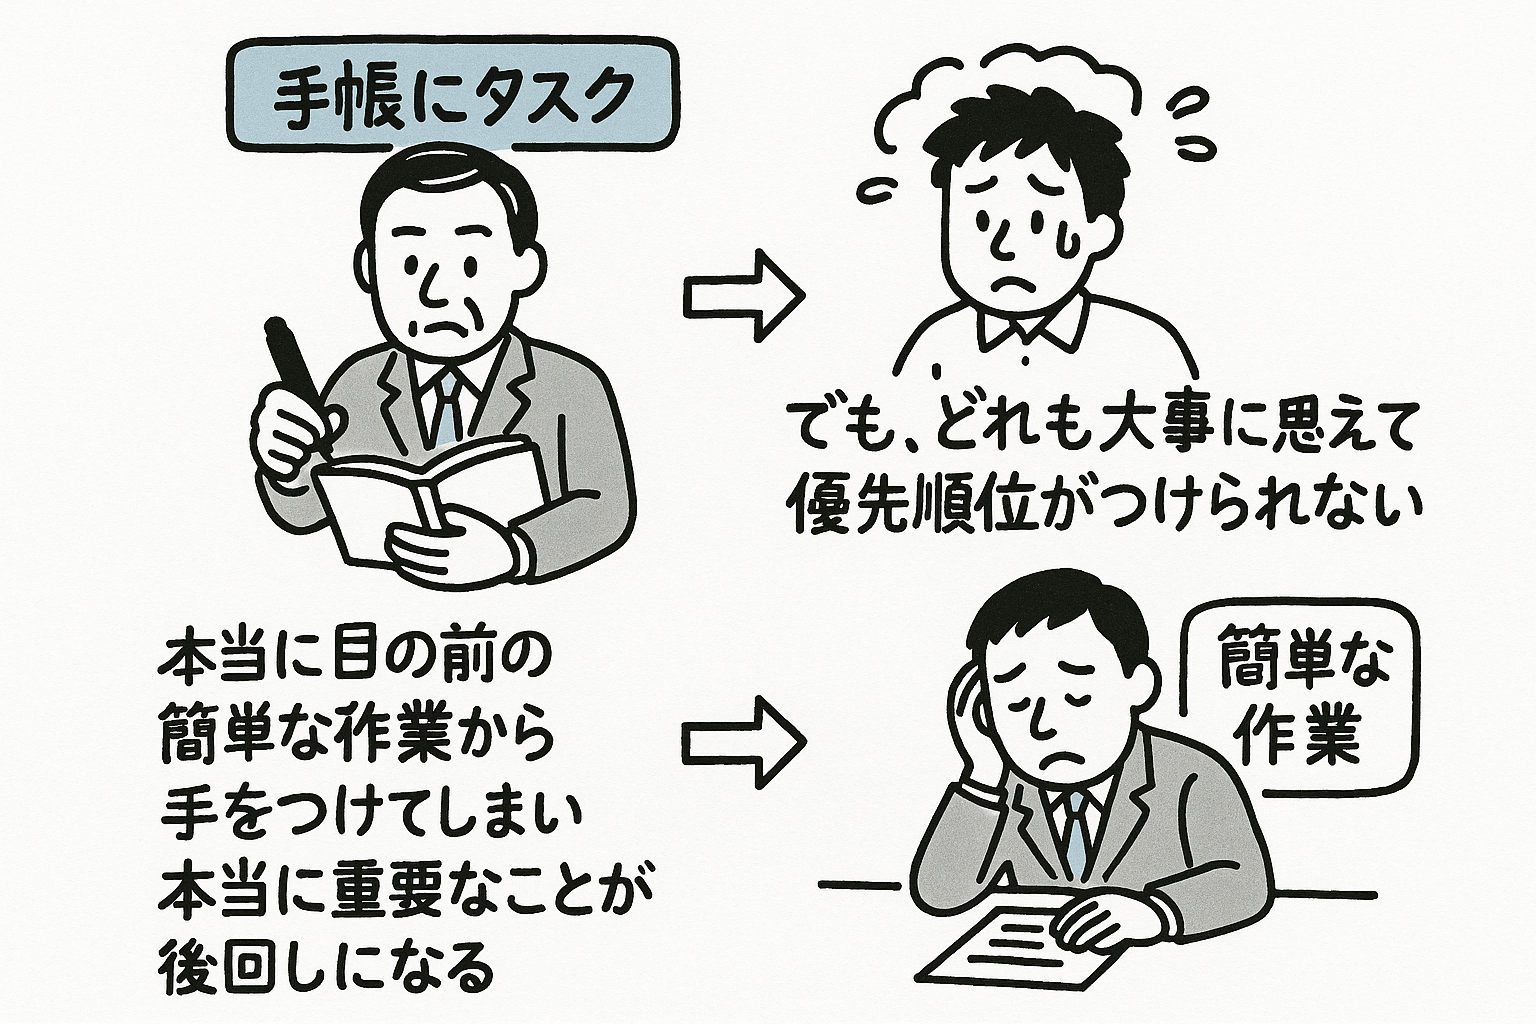 手帳にタスク
でも、どれも大事に思えて
優先順位がつけられない
本当に目の前の
簡単な作業から
手をつけてしまい
本当に重要なことが
後回しになる
簡単な
作業